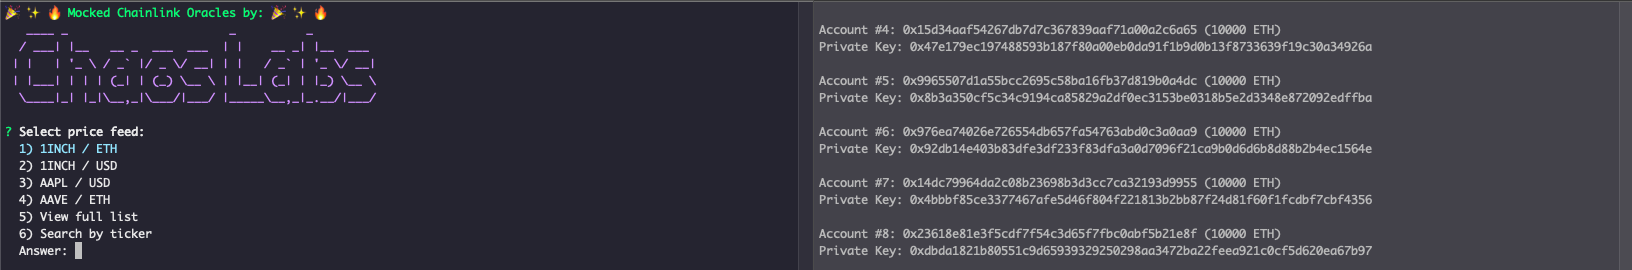 🎉 ✨ 🔥 Mocked Chainlink Oracles by: 🎉 ✨ 🔥
Chaos Labs
? Select price feed:
1) 1INCH / ETH
2) 1INCH / USD
3) AAPL / USD
4) AAVE / ETH
5) View full list
6) Search by ticker
Answer:
Account #4: 0x15d34aaf54267db7d7c367839aaf71a00a2c6a65 (10000 ETH)
Private Key: 0x47e179ec197488593b187f80a00eb0da91f1b9d0b13f8733639f19c30a34926a
Account #5: 0x9965507d1a55bcc2695c58ba16fb37d819b0a4dc (10000 ETH)
Private Key: 0x8b3a350cf5c34c9194ca85829a2df0ec3153be0318b5e2d3348e872092edffba
Account #6: 0x976ea74026e726554db657fa54763abd0c3a0aa9 (10000 ETH)
Private Key: 0x92db14e403b83dfe3df233f83dfa3a0d7096f21ca9b0d6d6b8d88b2b4ec1564e
Account #7: 0x14dc79964da2c08b23698b3d3cc7ca32193d9955 (10000 ETH)
Private Key: 0x4bbbf85ce3377467afe5d46f804f221813b2bb87f24d81f60f1fcdbf7cbf4356
Account #8: 0x23618e81e3f5cdf7f54c3d65f7fbc0abf5b21e8f (10000 ETH)
Private Key: 0xdbda1821b80551c9d65939329250298aa3472ba22feea921c0cf5d620ea67b97